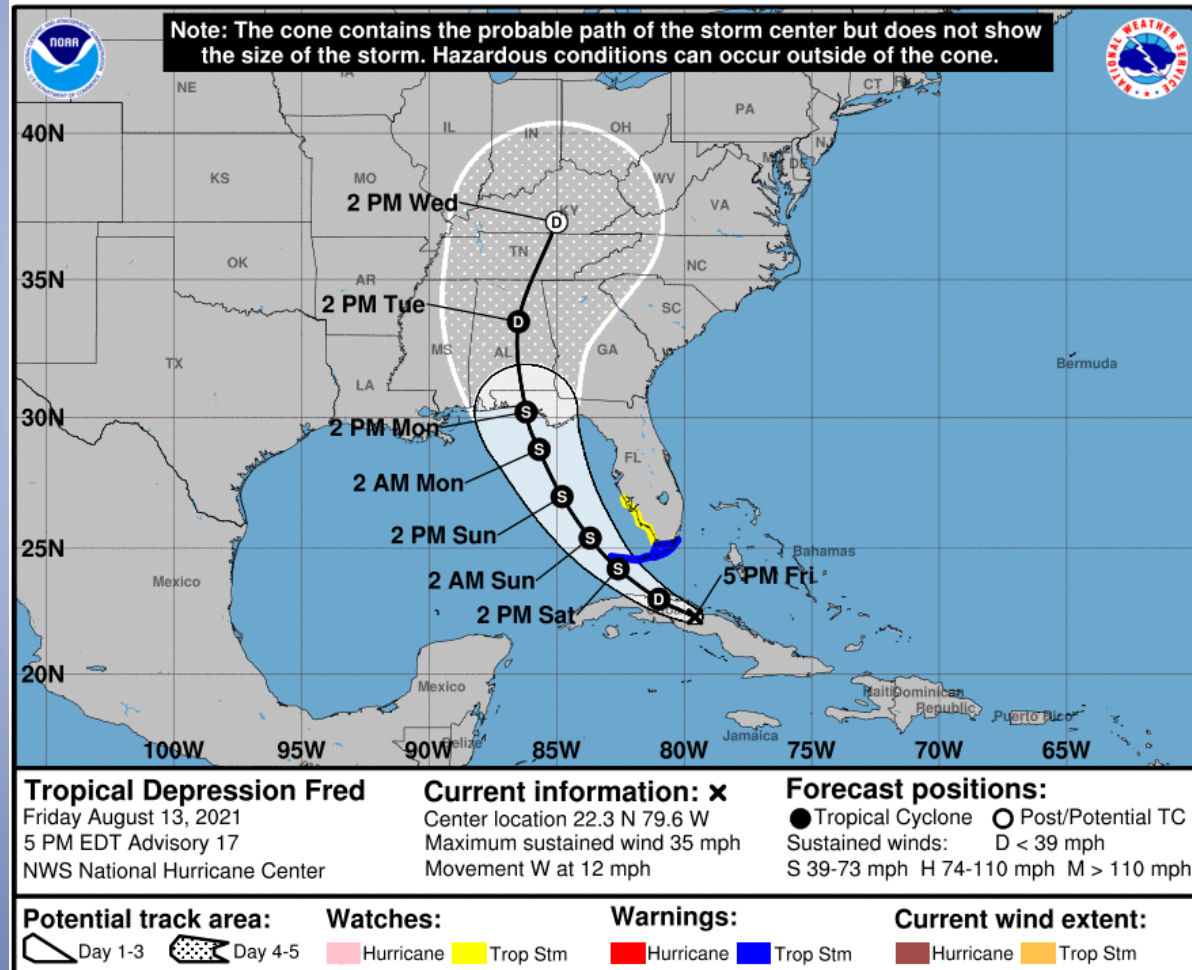 Note: The cone contains the probable path of the storm center but does not show
the size of the storm. Hazardous conditions can occur outside of the cone.
NOAA
NATIONAL WEATHER SERVICE
NE
IA
CT
PA
NJ
DE
40N
IL
IN
OH
KS
MO
WV
VA
2 PM Wed
D
KY
OK
TN
NC
35N
AR
2 PM Tue
D
SC
TX
MS
AL
GA
Bermuda
LA
30N
2 PM Mon
S
2 AM Mon
S
FL
2 PM Sun
S
25N
S
Bahamas
2 AM Sun
S
5 PM Fri
Mexico
2 PM Sat
D
20N
Mexico
Haiti
Dominican
Republic
Puerto Rico
Jamaica
Belize
100W
95W
90W
85W
80W
75W
70W
65W
Tropical Depression Fred
Friday August 13, 2021
5 PM EDT Advisory 17
NWS National Hurricane Center
Current information: x
Center location 22.3 N 79.6 W
Maximum sustained wind 35 mph
Movement W at 12 mph
Forecast positions:
Tropical Cyclone Post/Potential TC
Sustained winds: D < 39 mph
S 39-73 mph H 74-110 mph M > 110 mph
Potential track area:
Day 1-3 Day 4-5
Watches:
Hurricane Trop Stm
Warnings:
Hurricane Trop Stm
Current wind extent:
Hurricane Trop Stm